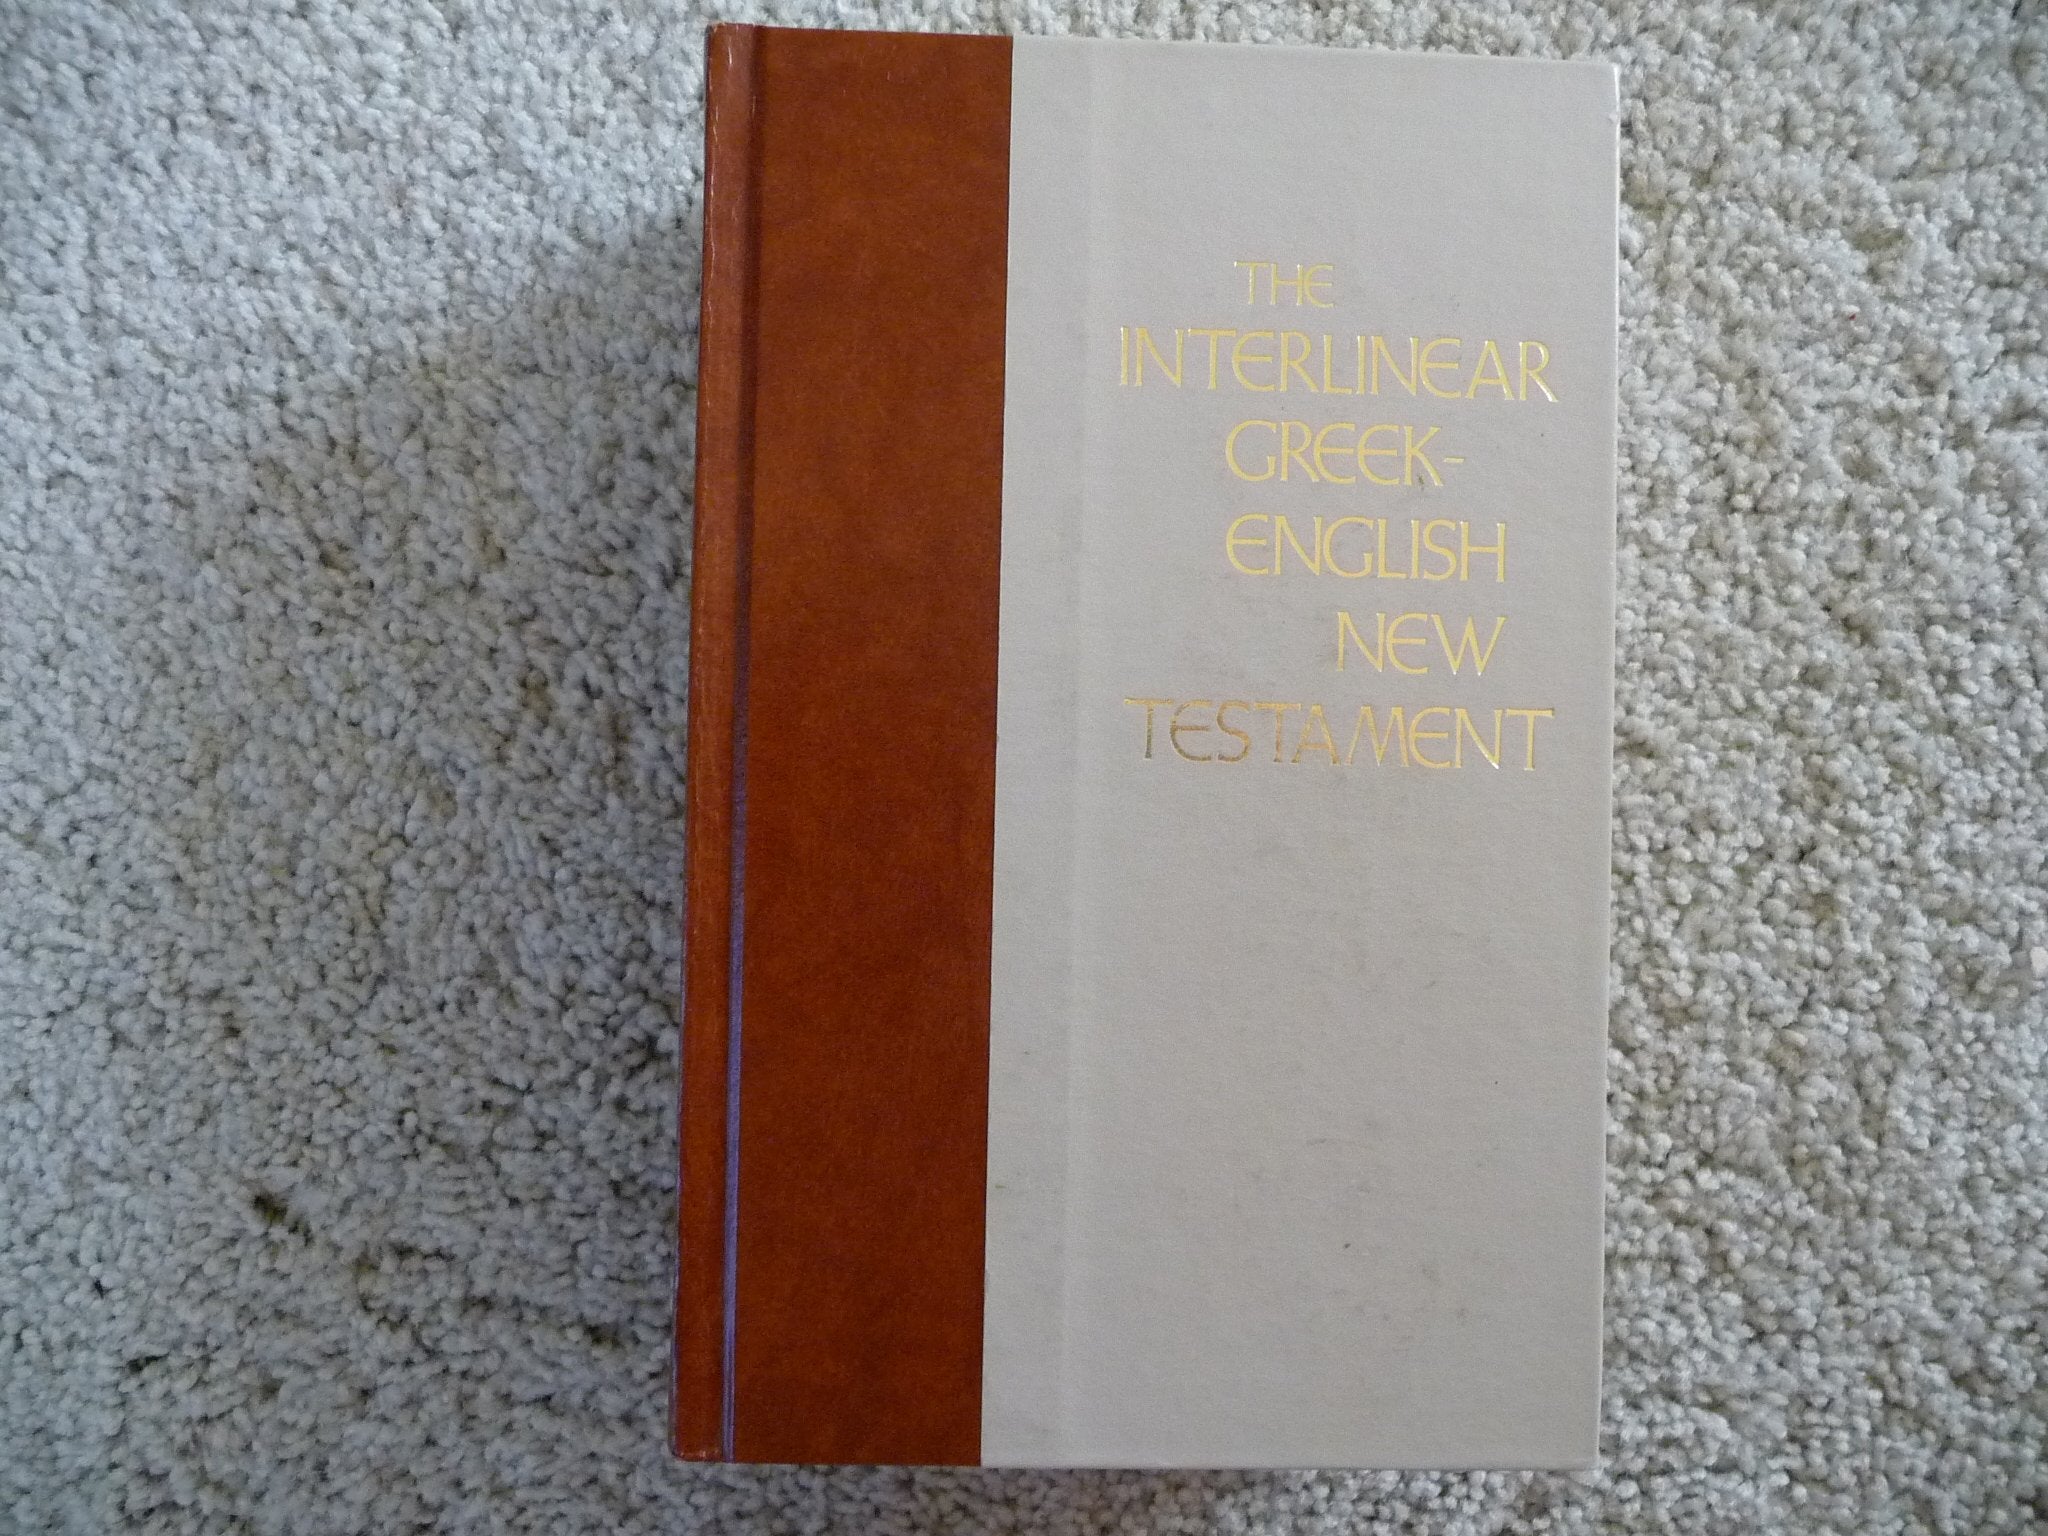 THE
INTERLINEAR
GREEK-
ENGLISH
NEW
TESTAMENT